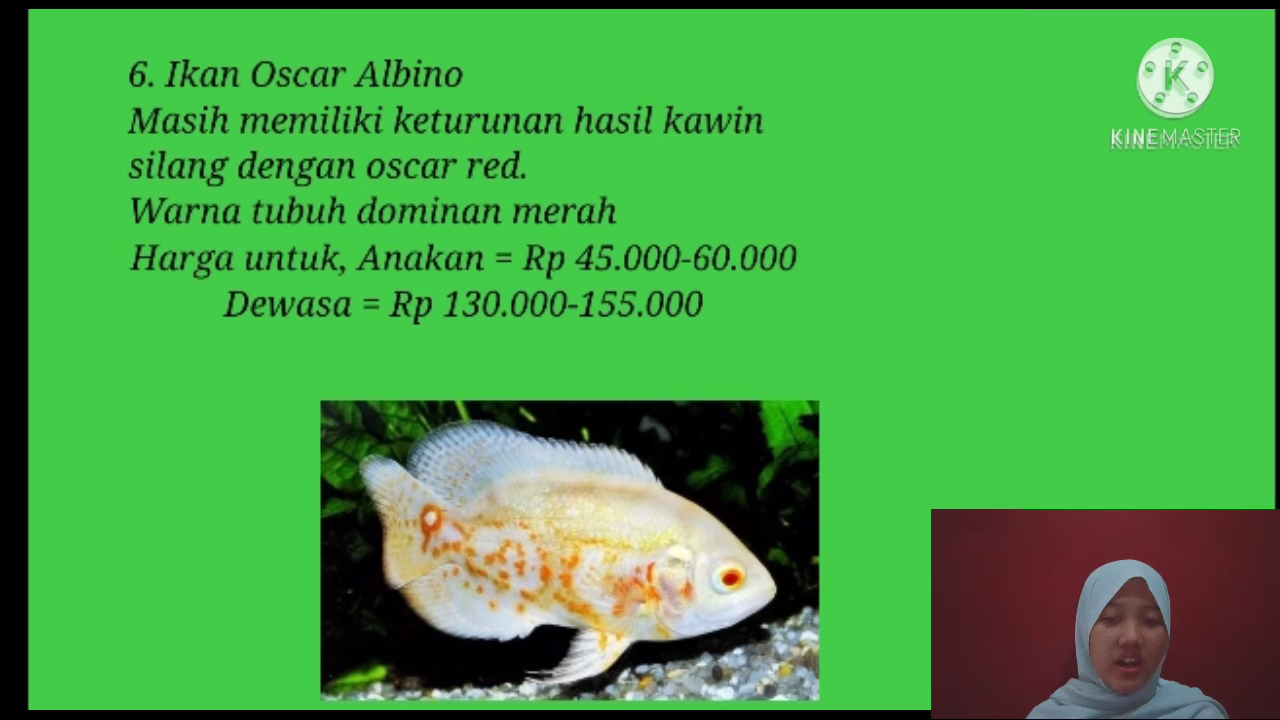 6. Ikan Oscar Albino
Masih memiliki keturunan hasil kawin
silang dengan oscar red.
Warna tubuh dominan merah
Harga untuk, Anakan = Rp 45.000-60.000
Dewasa = Rp 130.000-155.000
K
KINEMASTER